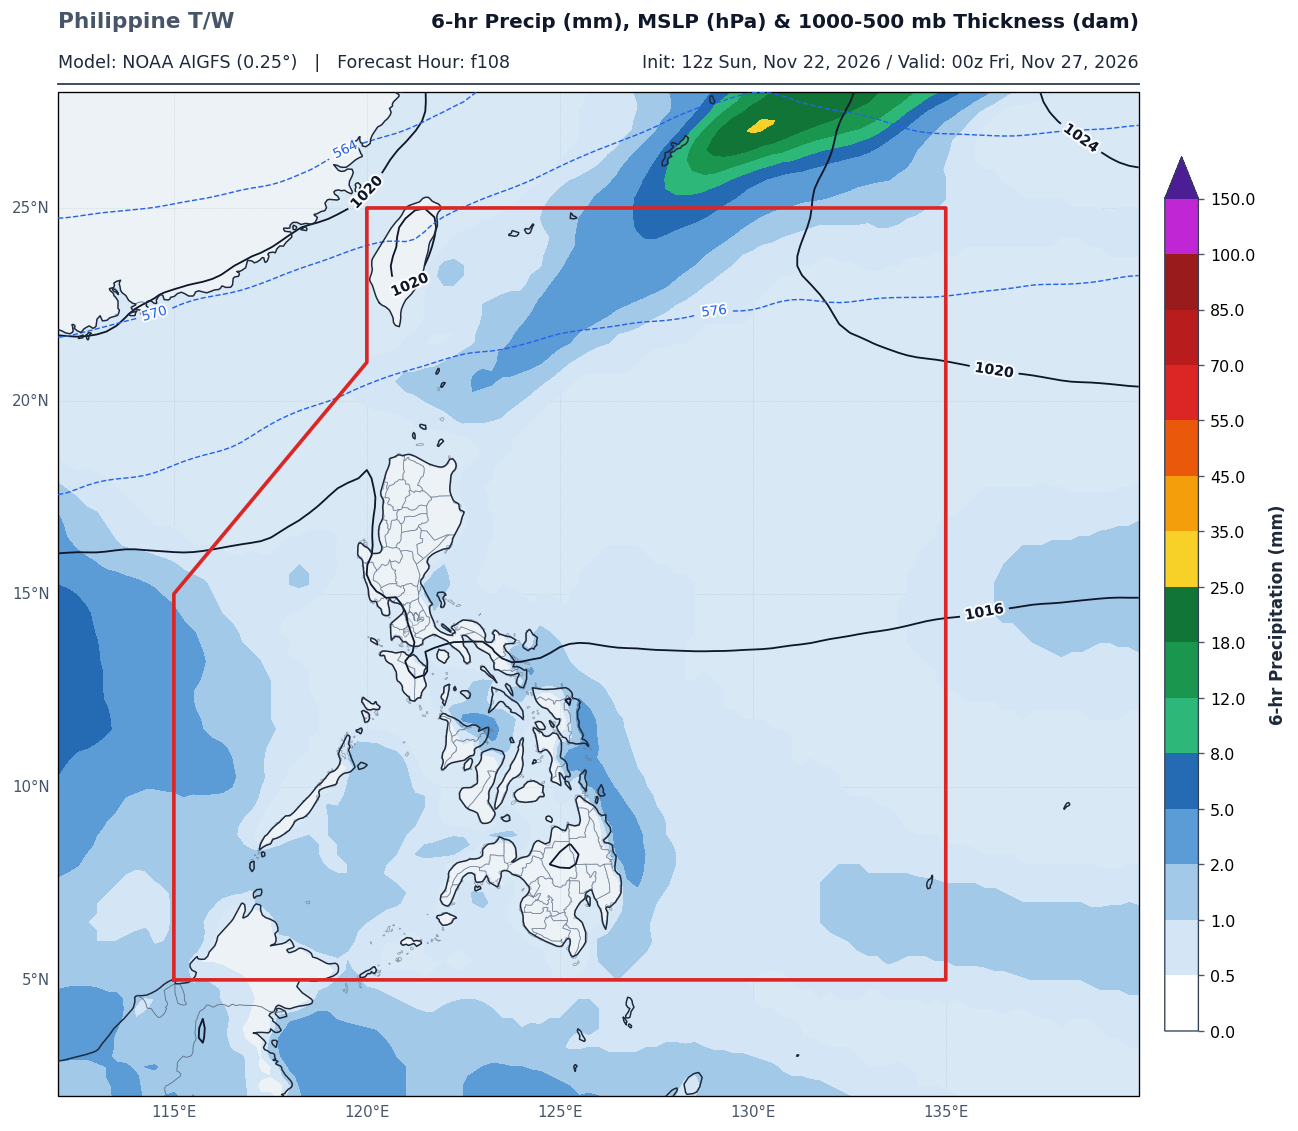 Philippine T/W
6-hr Precip (mm), MSLP (hPa) & 1000-500 mb Thickness (dam)
Model: NOAA AIGFS (0.25°)   |   Forecast Hour: f108
Init: 12z Sun, Nov 22, 2026 / Valid: 00z Fri, Nov 27, 2026
564
1020
1024
25°N
1020
570
576
1020
20°N
15°N
1016
10°N
5°N
115°E
120°E
125°E
130°E
135°E
150.0
100.0
85.0
70.0
55.0
45.0
35.0
25.0
18.0
12.0
8.0
5.0
2.0
1.0
0.5
0.0
6-hr Precipitation (mm)